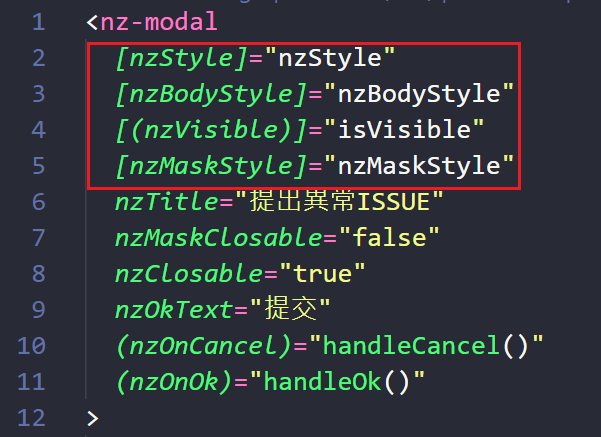 1 <nz-modal
2 [nzStyle]="nzStyle"
3 [nzBodyStyle]="nzBodyStyle"
4 [(nzVisible)]="isVisible"
5 [nzMaskStyle]="nzMaskStyle"
6 nzTitle="提出異常ISSUE"
7 nzMaskClosable="false"
8 nzClosable="true"
9 nzOkText="提交"
10 (nzOnCancel)="handleCancel()"
11 (nzOnOk)="handleOk()"
12 >